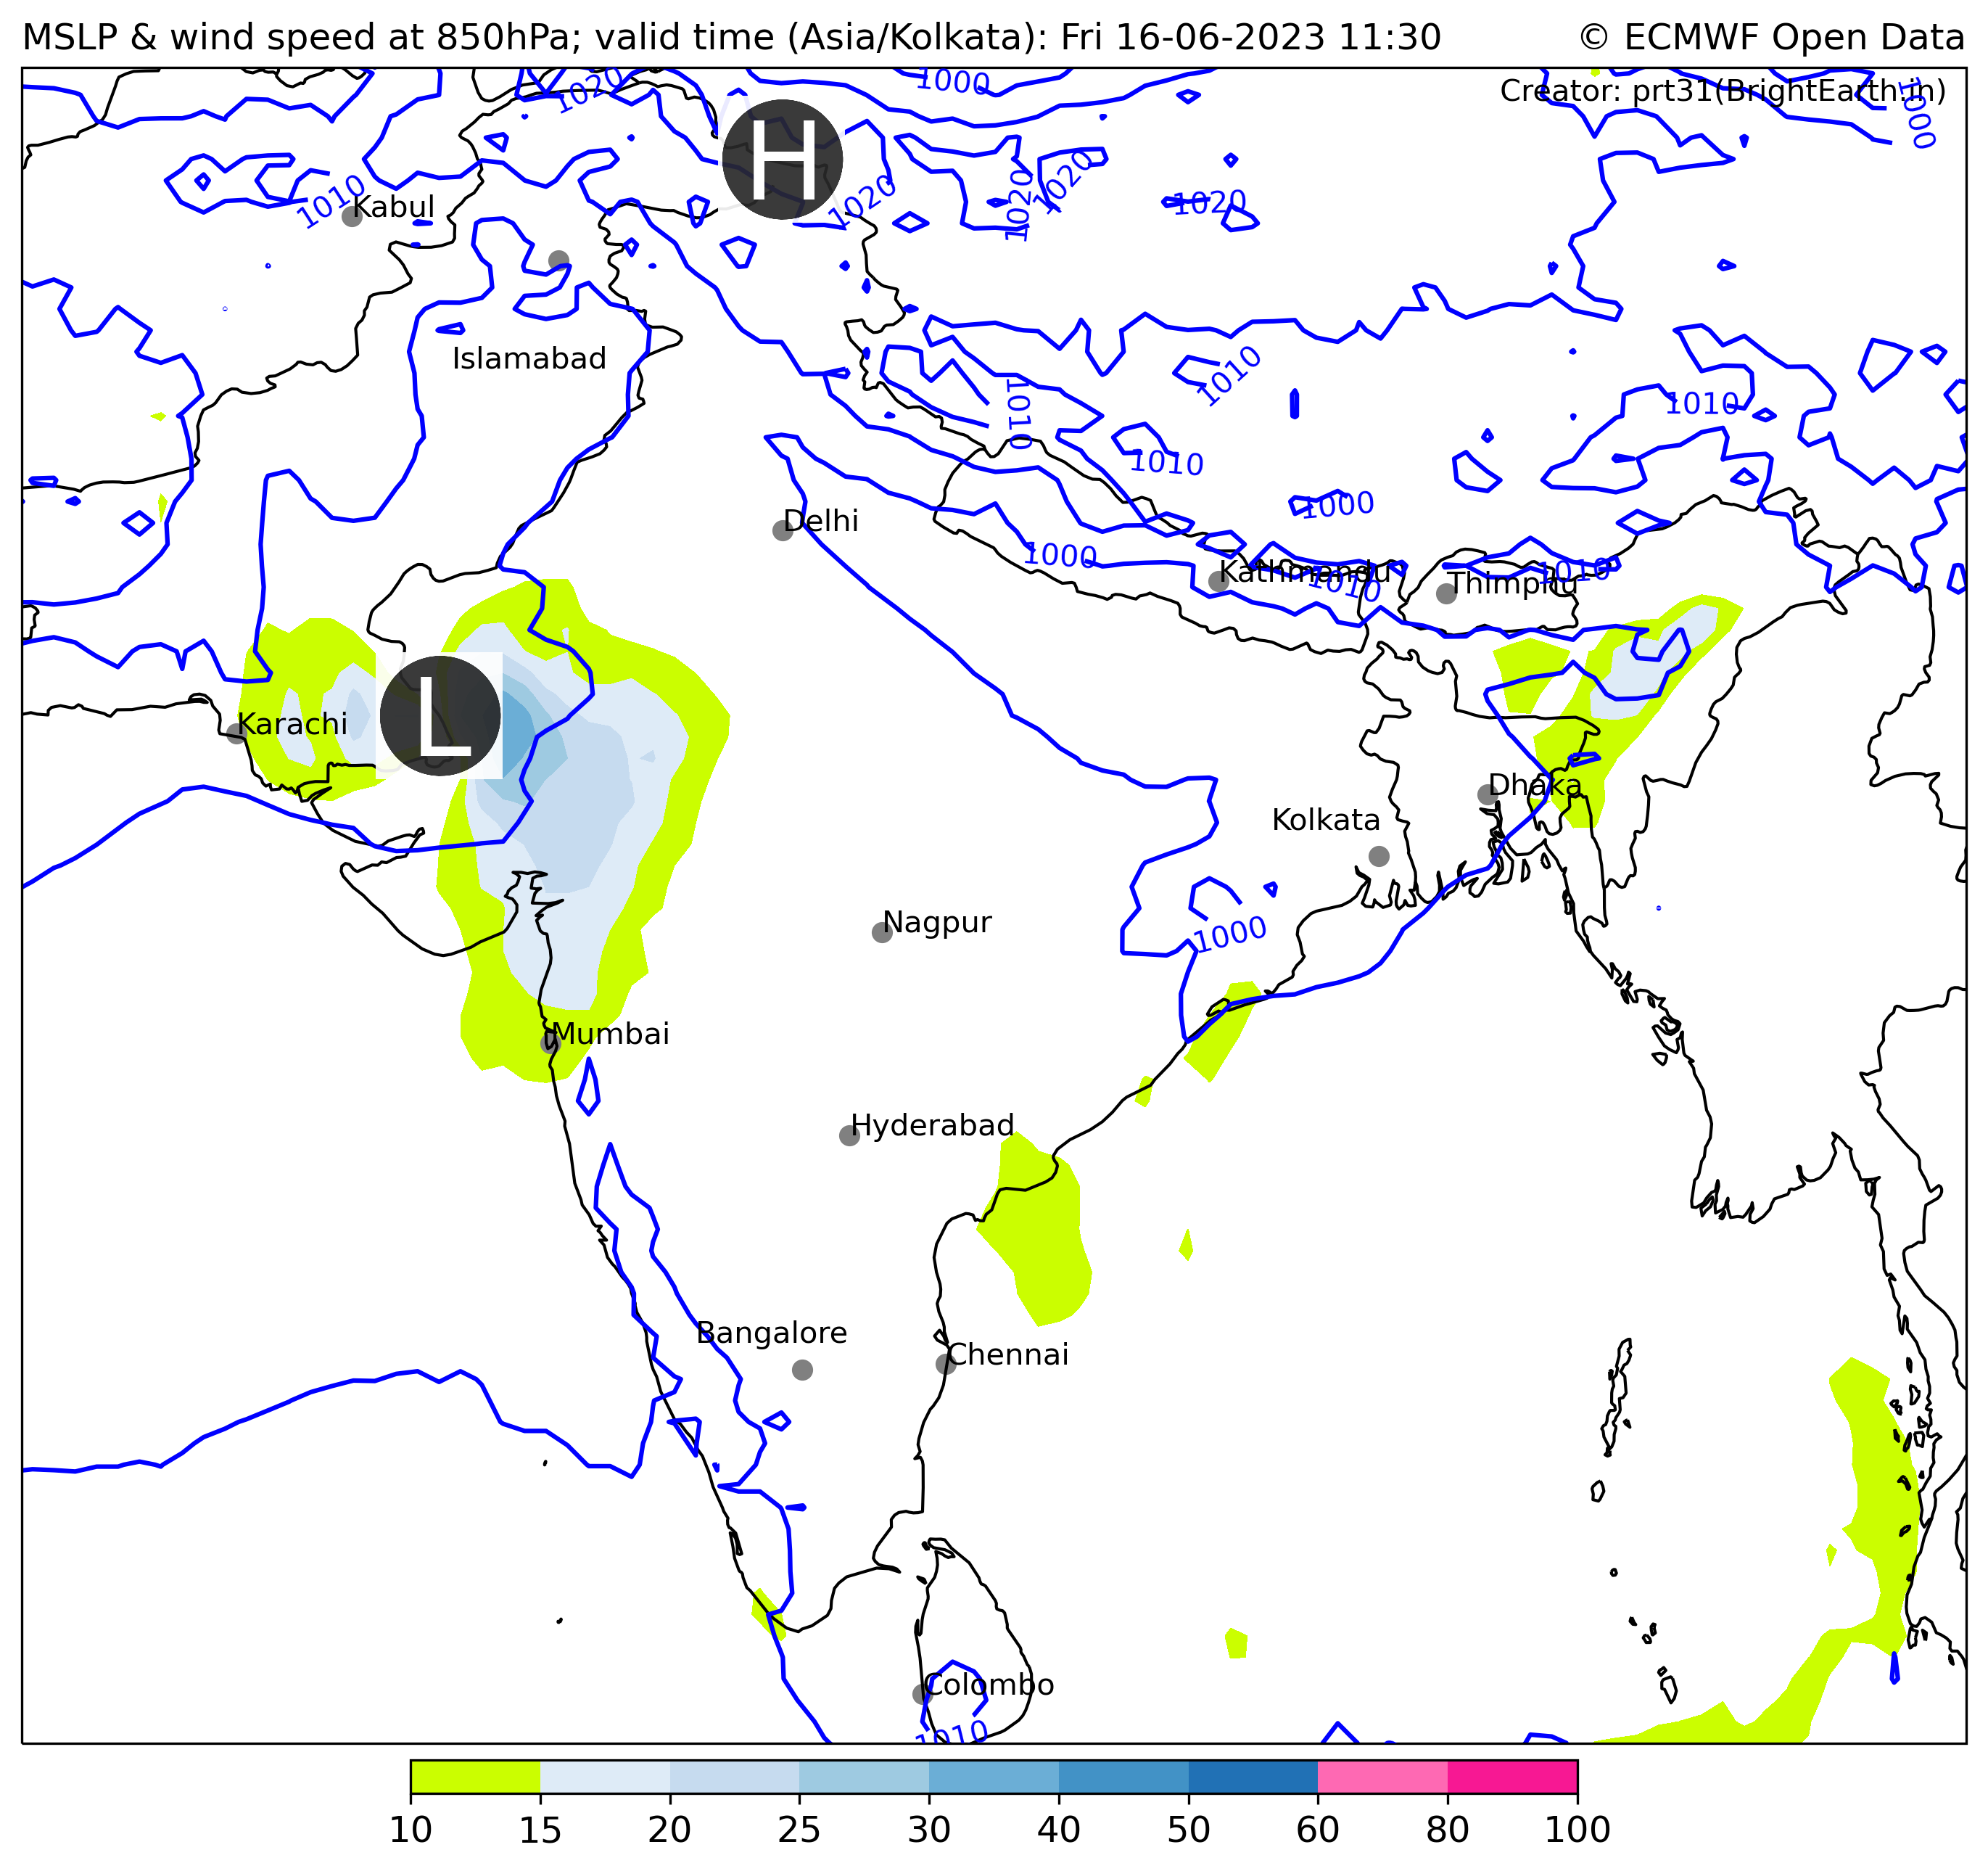 MSLP & wind speed at 850hPa; valid time (Asia/Kolkata): Fri 16-06-2023 11:30 © ECMWF Open Data
Creator: prt31(BrightEarth.in)
1020
1000
1000
H
1020
1020
1020
1020
1010
Kabul
Islamabad
1010
1010
1010
1010
1000
Delhi
1000
Kathmandu
1010
Thimphu
1010
L
Karachi
Dhaka
Kolkata
Nagpur
1000
Mumbai
Hyderabad
Bangalore
Chennai
Colombo
1010
10 15 20 25 30 40 50 60 80 100